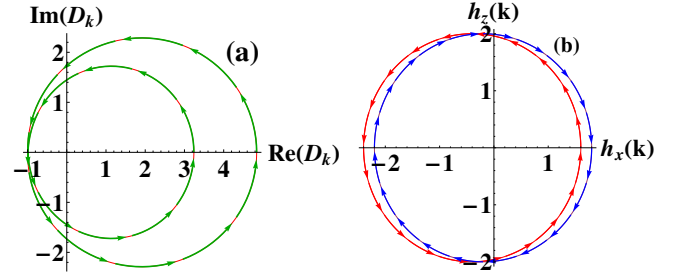 Im(D_k)
(a)
2
1
-1 1 2 3 4 Re(D_k)
-1
-2
h_z(k)
2 (b)
1
-2 -1 1 h_x(k)
-1
-2